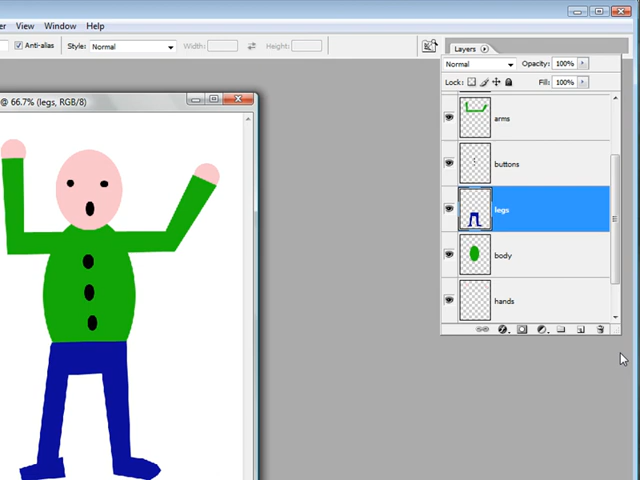 er View Window Help
Anti-alias Style: Normal Width: Height:
Layers
Normal Opacity: 100%
Lock: Fill: 100%
@ 66.7% (legs, RGB/8)
arms
buttons
legs
body
hands